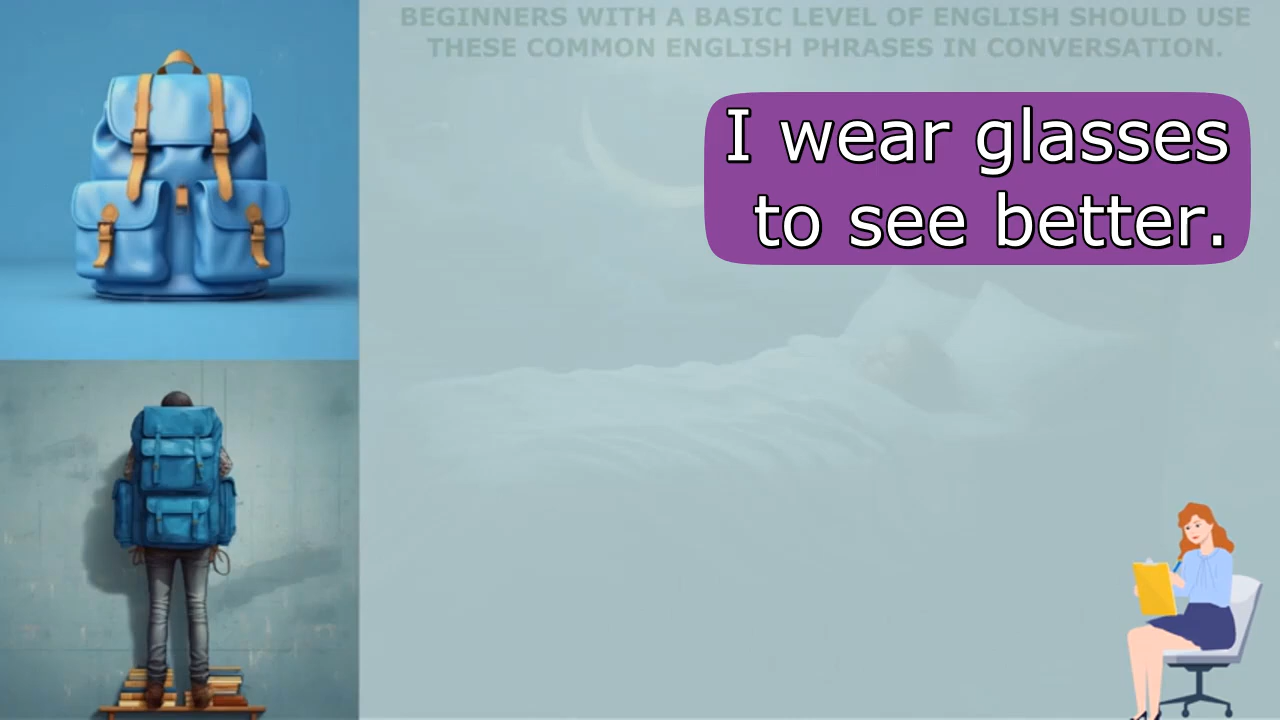 BEGINNERS WITH A BASIC LEVEL OF ENGLISH SHOULD USE
THESE COMMON ENGLISH PHRASES IN CONVERSATION.
I wear glasses
to see better.